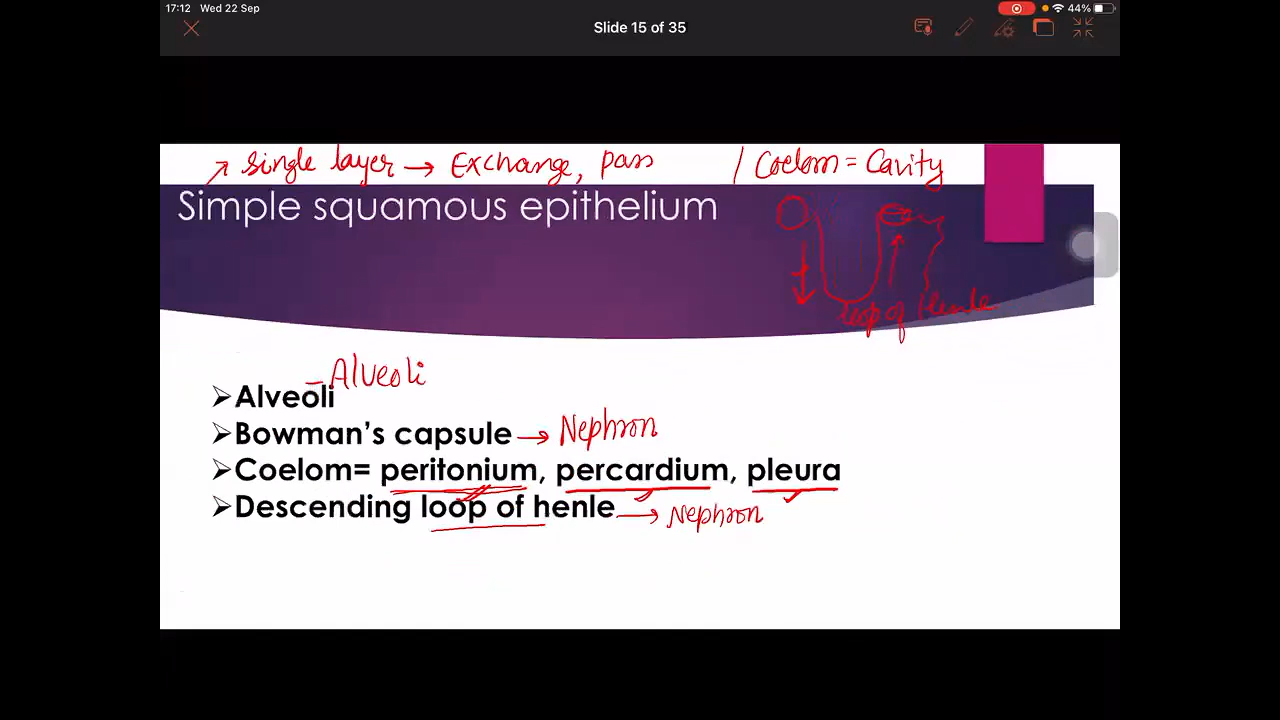 17:12 Wed 22 Sep
44%
Slide 15 of 35
single layer → Exchange, pass / Coelom = Cavity
Simple squamous epithelium
loop of Henle
- Alveoli
➢Alveoli
➢Bowman's capsule → Nephron
➢Coelom= peritonium, percardium, pleura
➢Descending loop of henle → Nephron